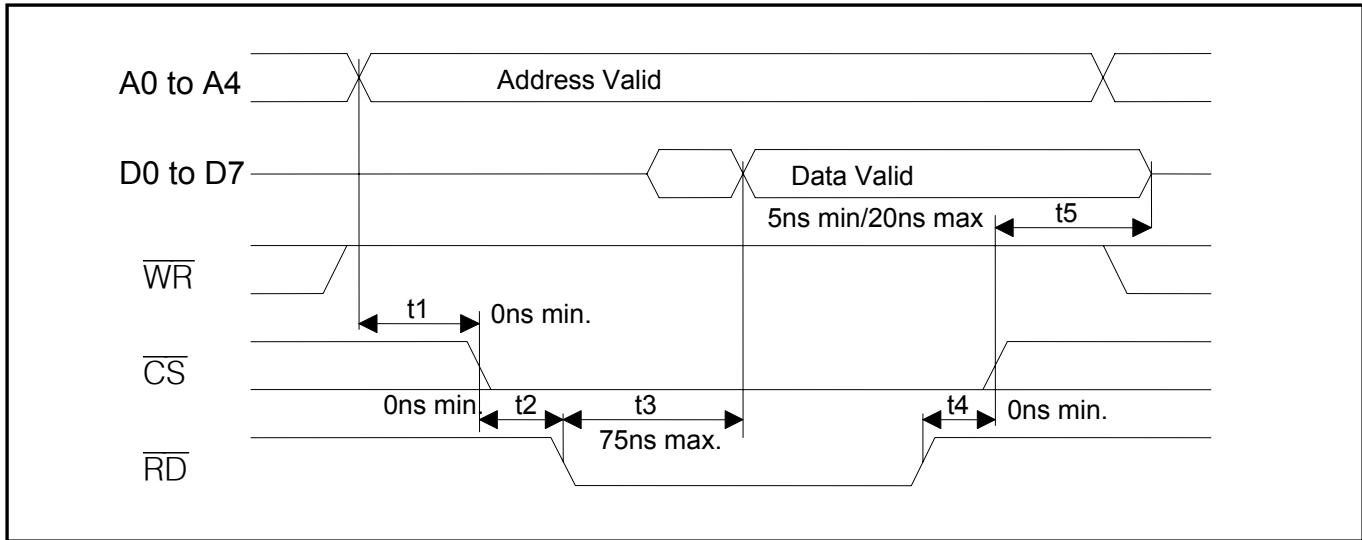 A0 to A4
Address Valid
D0 to D7
Data Valid
5ns min/20ns max
t5
WR
t1
0ns min.
CS
0ns min.
t2
t3
t4
0ns min.
75ns max.
RD